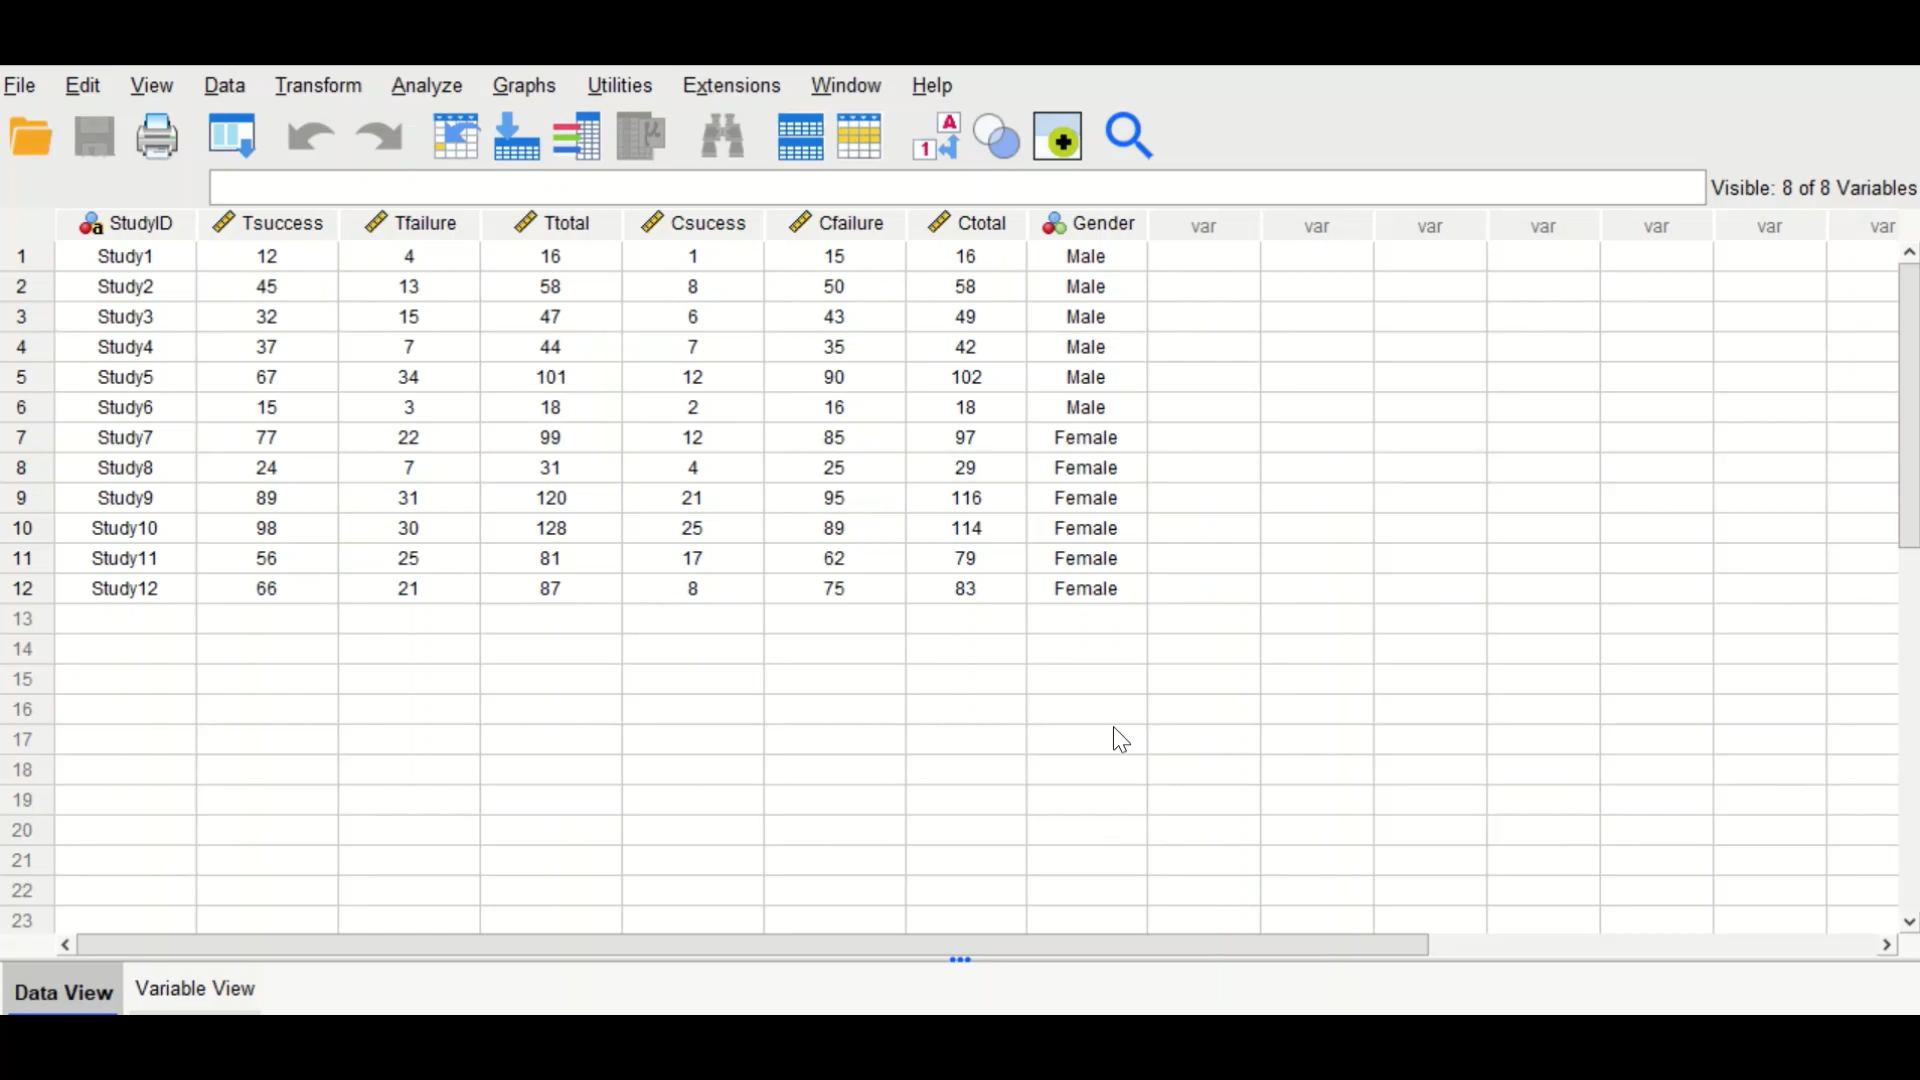 File Edit View Data Transform Analyze Graphs Utilities Extensions Window Help
A
1
Visible: 8 of 8 Variables
StudyID Tsuccess Tfailure Ttotal Csucess Cfailure Ctotal Gender var var var var var var var
1 Study1 12 4 16 1 15 16 Male
2 Study2 45 13 58 8 50 58 Male
3 Study3 32 15 47 6 43 49 Male
4 Study4 37 7 44 7 35 42 Male
5 Study5 67 34 101 12 90 102 Male
6 Study6 15 3 18 2 16 18 Male
7 Study7 77 22 99 12 85 97 Female
8 Study8 24 7 31 4 25 29 Female
9 Study9 89 31 120 21 95 116 Female
10 Study10 98 30 128 25 89 114 Female
11 Study11 56 25 81 17 62 79 Female
12 Study12 66 21 87 8 75 83 Female
13
14
15
16
17
18
19
20
21
22
23
Data View Variable View